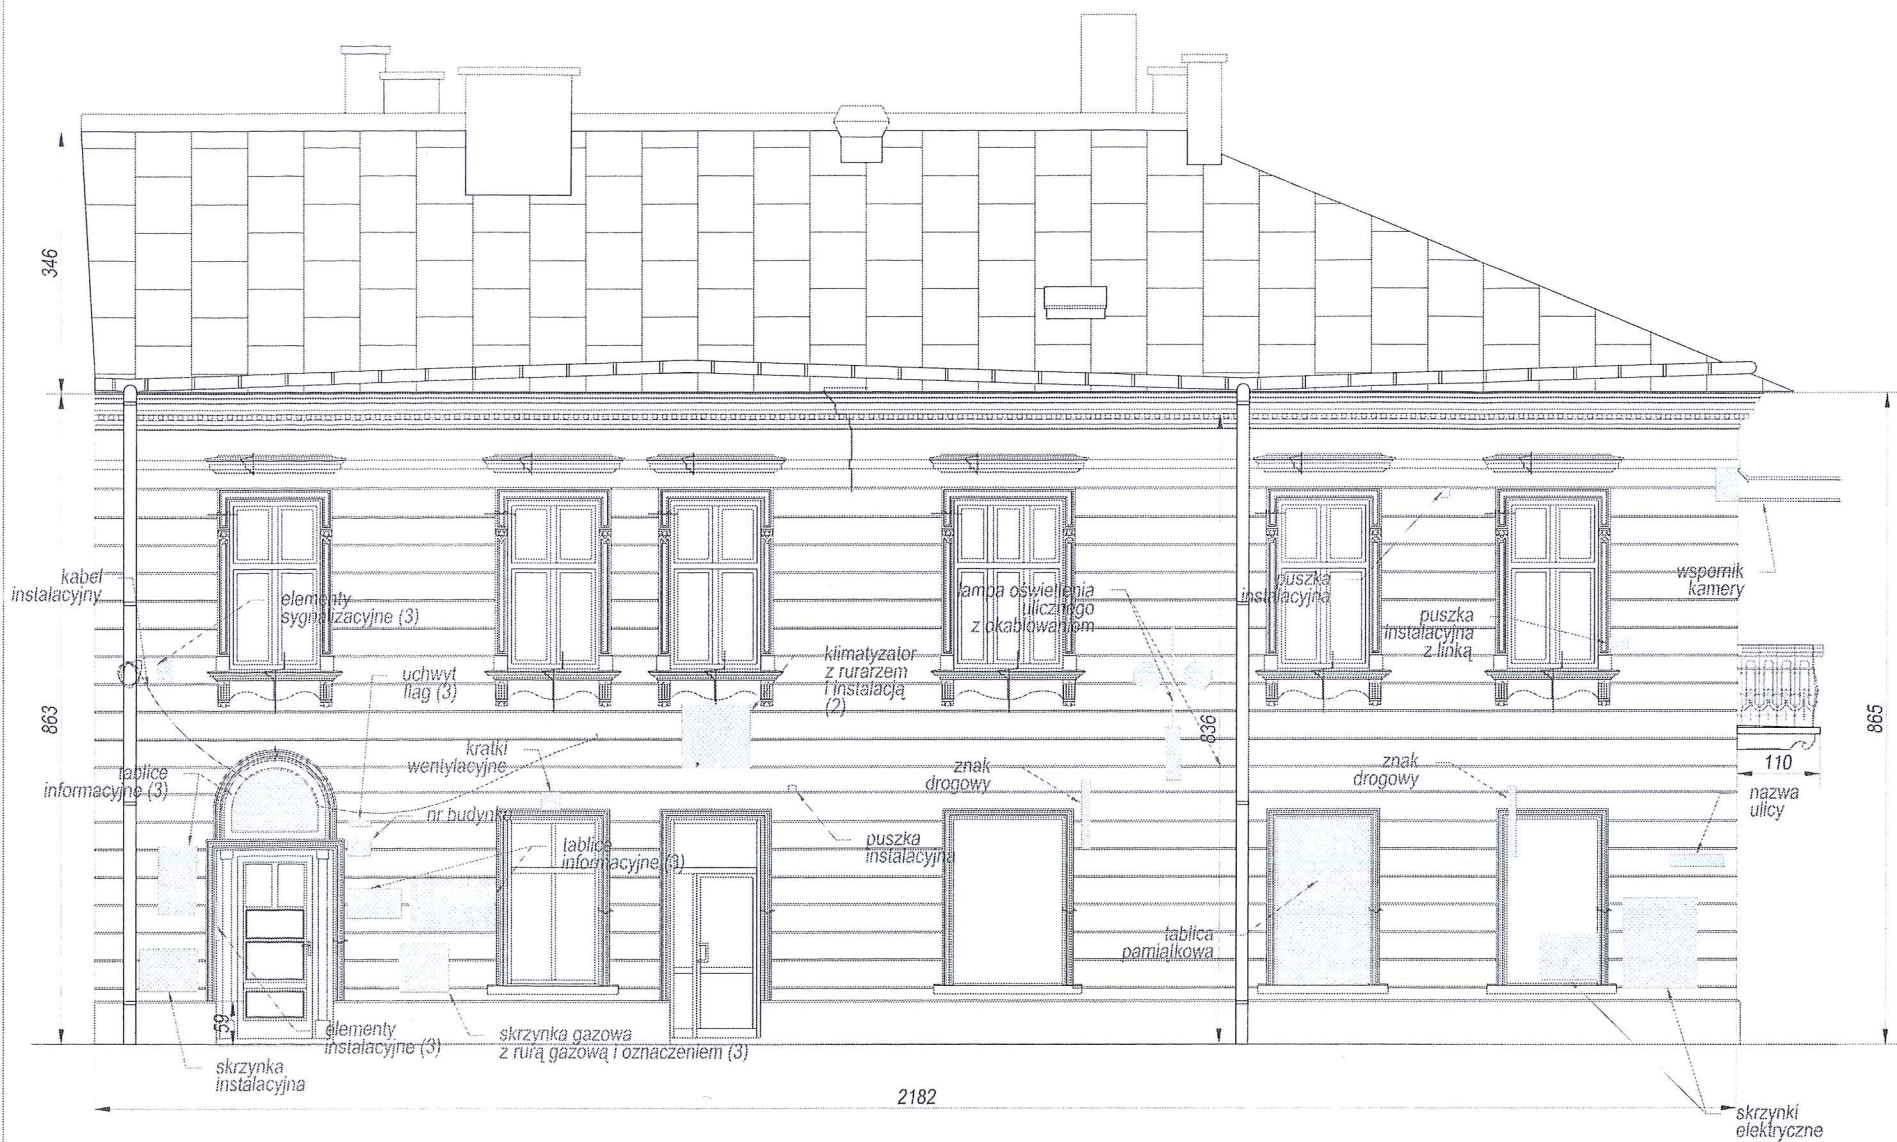 346
863
865
836
110
59
2182
kabel
instalacyjny
elementy
sygnalizacyjne (3)
uchwyt
flag (3)
klimatyzator
z rurarzem
i instalacją
(2)
lampa oświetlenia
ulicznego
z okablowaniem
puszka
instalacyjna
puszka
instalacyjna
z linką
wspornik
kamery
tablice
informacyjne (3)
kratki
wentylacyjne
nr budynku
tablice
informacyjne (3)
puszka
instalacyjna
znak
drogowy
znak
drogowy
nazwa
ulicy
tablica
pamiątkowa
elementy
instalacyjne (3)
skrzynka gazowa
z rurą gazową i oznaczeniem (3)
skrzynka
instalacyjna
skrzynki
elektryczne